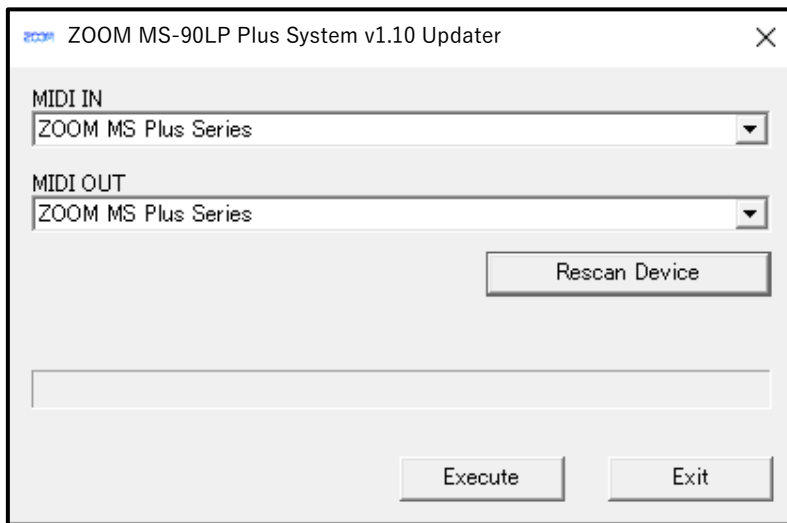 ZOOM ZOOM MS-90LP Plus System v1.10 Updater
MIDI IN
ZOOM MS Plus Series
MIDI OUT
ZOOM MS Plus Series
Rescan Device
Execute Exit